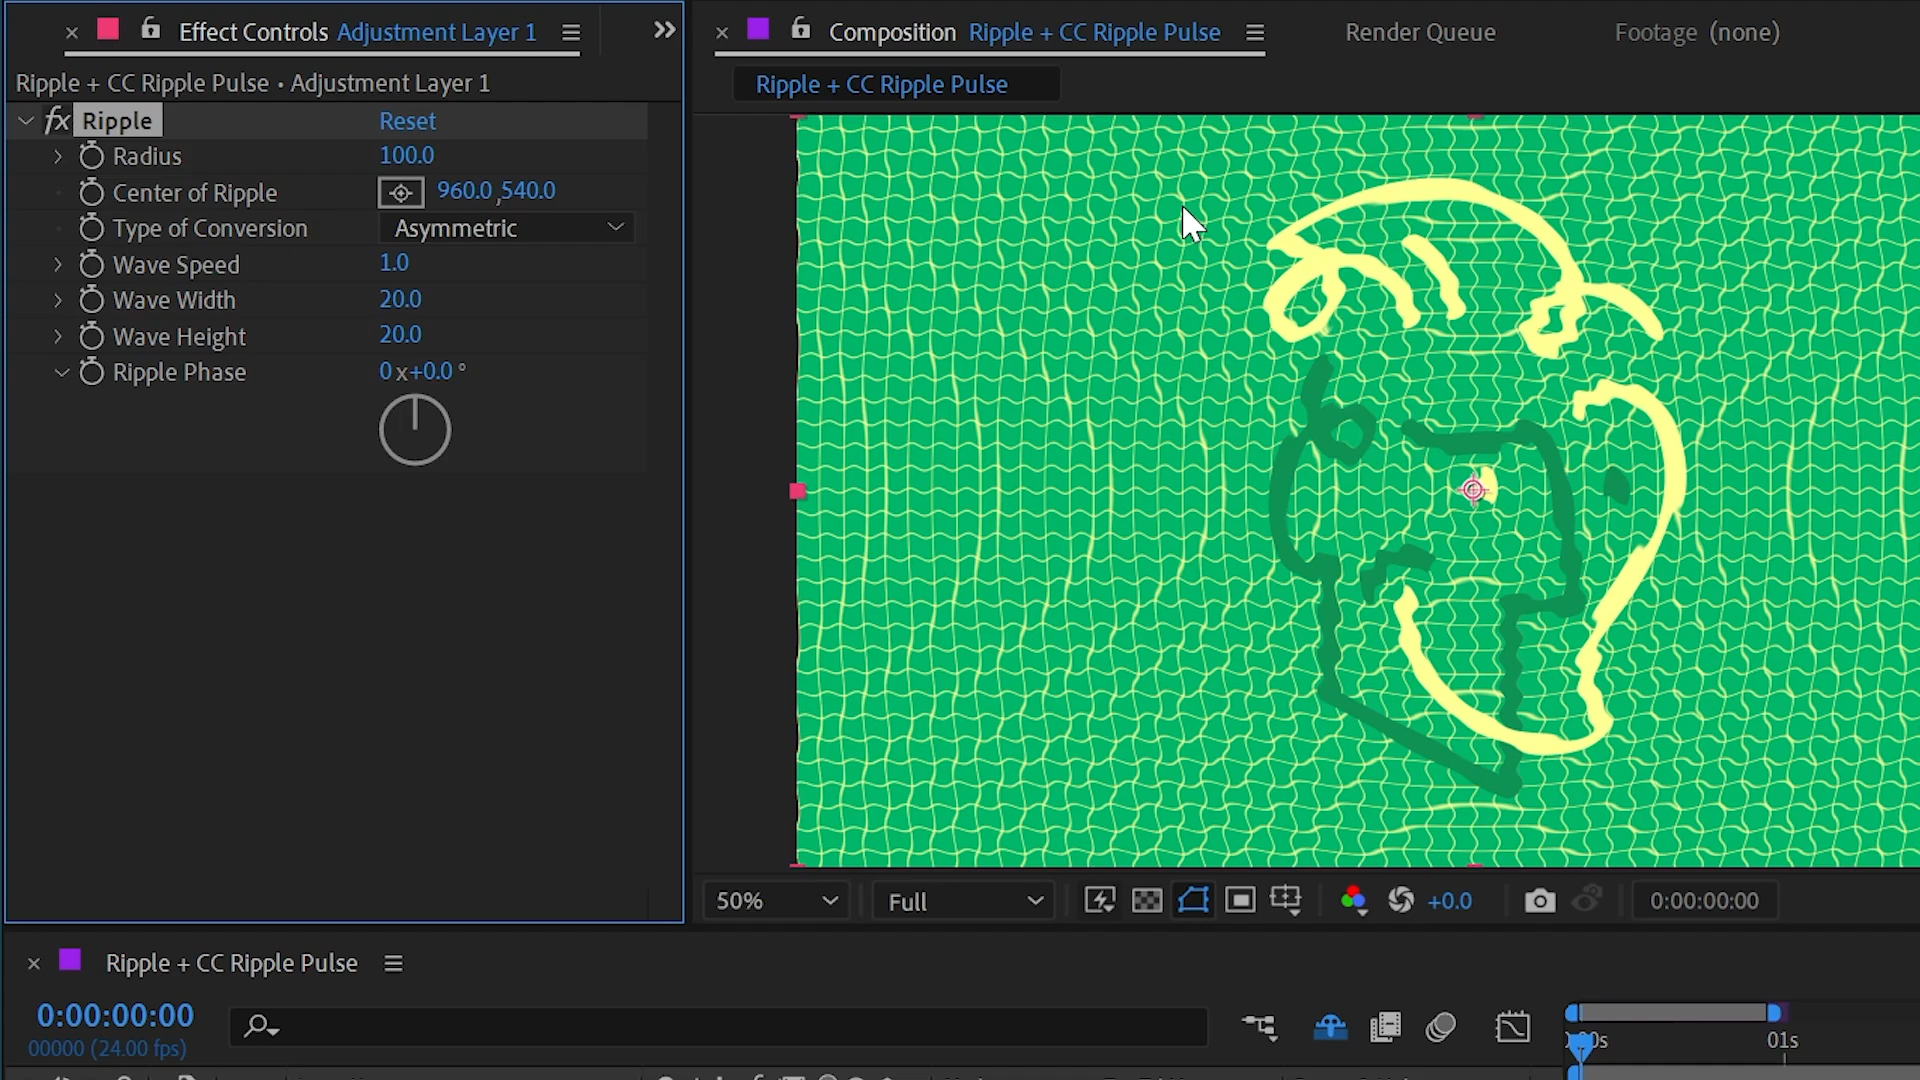 Effect Controls Adjustment Layer 1
Ripple + CC Ripple Pulse • Adjustment Layer 1
fx Ripple Reset
Radius 100.0
Center of Ripple 960.0,540.0
Type of Conversion Asymmetric
Wave Speed 1.0
Wave Width 20.0
Wave Height 20.0
Ripple Phase 0x+0.0°
Composition Ripple + CC Ripple Pulse
Render Queue
Footage (none)
Ripple + CC Ripple Pulse
50% Full +0.0 0:00:00:00
Ripple + CC Ripple Pulse
0:00:00:00
00000 (24.00 fps)
01s